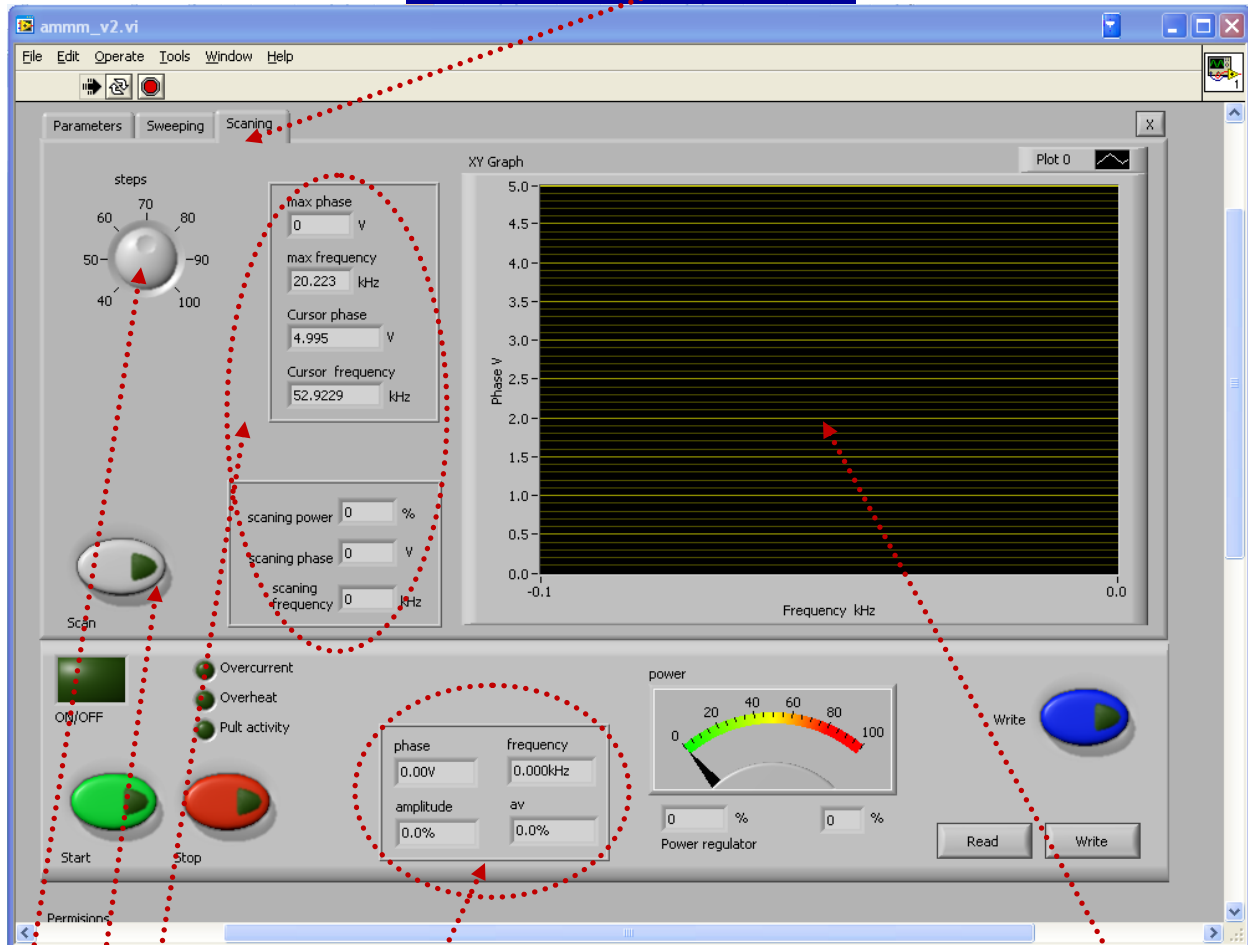 ammm_v2.vi
File Edit Operate Tools Window Help
1
Parameters Sweeping Scaning
X
steps
40 50 60 70 80 90 100
max phase
0 V
max frequency
20.223 kHz
Cursor phase
4.995 V
Cursor frequency
52.9229 kHz
scaning power 0 %
scaning phase 0 V
scaning
frequency 0 kHz
Scan
XY Graph
Plot 0
Phase V
5.0
4.5
4.0
3.5
3.0
2.5
2.0
1.5
1.0
0.5
0.0
-0.1 0.0
Frequency kHz
ON/OFF
Overcurrent
Overheat
Pult activity
Start
Stop
phase frequency
0.00V 0.000kHz
amplitude av
0.0% 0.0%
power
0 20 40 60 80 100
0 % 0 %
Power regulator
Write
Read Write
Permisions